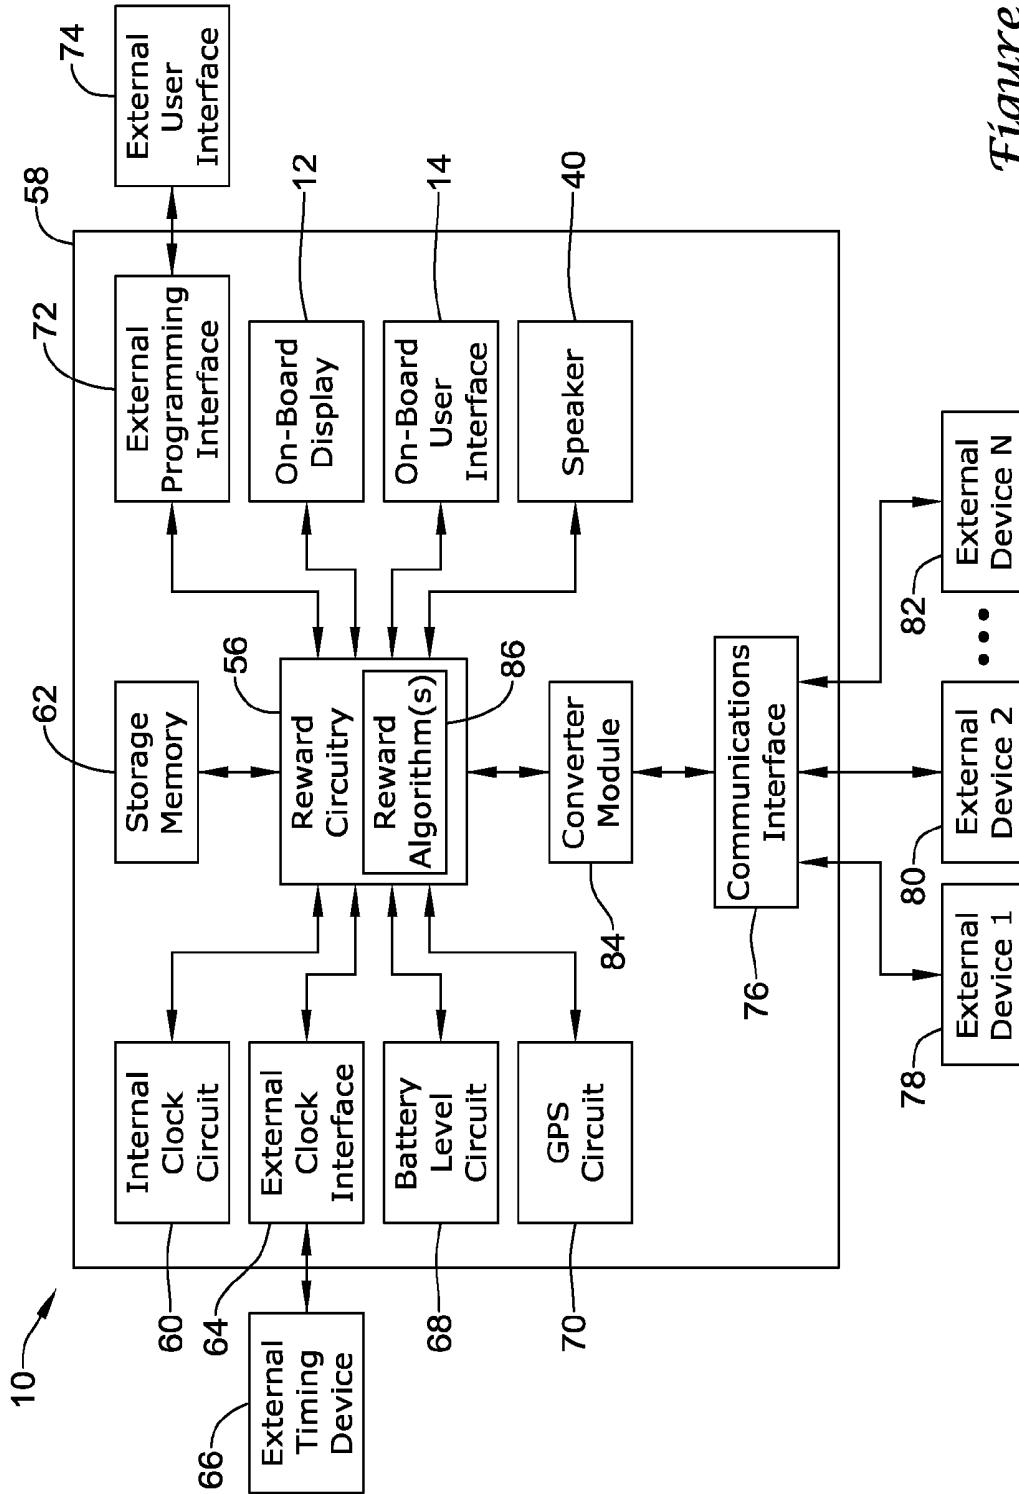 10
58
62
Storage
Memory
60
Internal
Clock
Circuit
72
External
Programming
Interface
74
External
User
Interface
66
External
Timing
Device
64
External
Clock
Interface
56
Reward
Circuitry
Reward
Algorithm(s)
86
12
On-Board
Display
68
Battery
Level
Circuit
14
On-Board
User
Interface
70
GPS
Circuit
84
Converter
Module
40
Speaker
76
Communications
Interface
78
External
Device 1
80
External
Device 2
•••
82
External
Device N
Figure